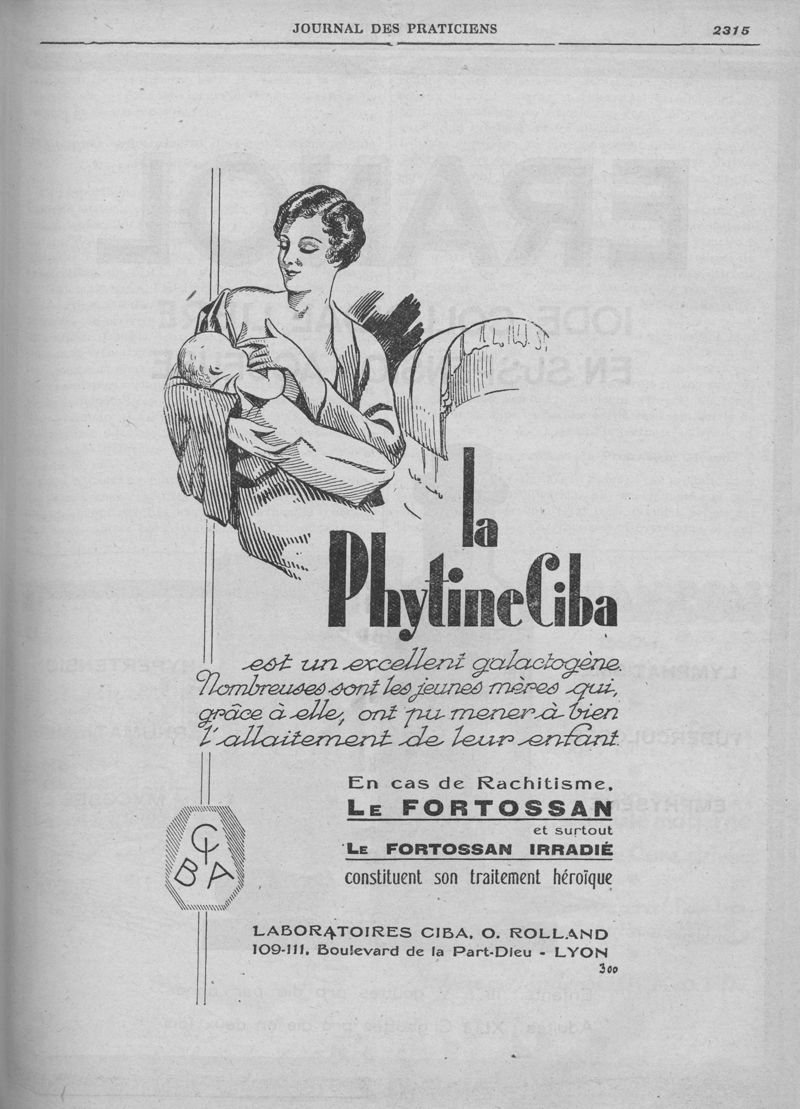 JOURNAL DES PRATICIENS 2315
la
Phytine Ciba
est un excellent galactogène.
Nombreuses sont les jeunes mères qui,
grâce à elle, ont pu mener à bien
l'allaitement de leur enfant.
En cas de Rachitisme,
LE FORTOSSAN
et surtout
LE FORTOSSAN IRRADIÉ
constituent son traitement héroïque
CIBA
LABORATOIRES CIBA, O. ROLLAND
109-111, Boulevard de la Part-Dieu - LYON
300